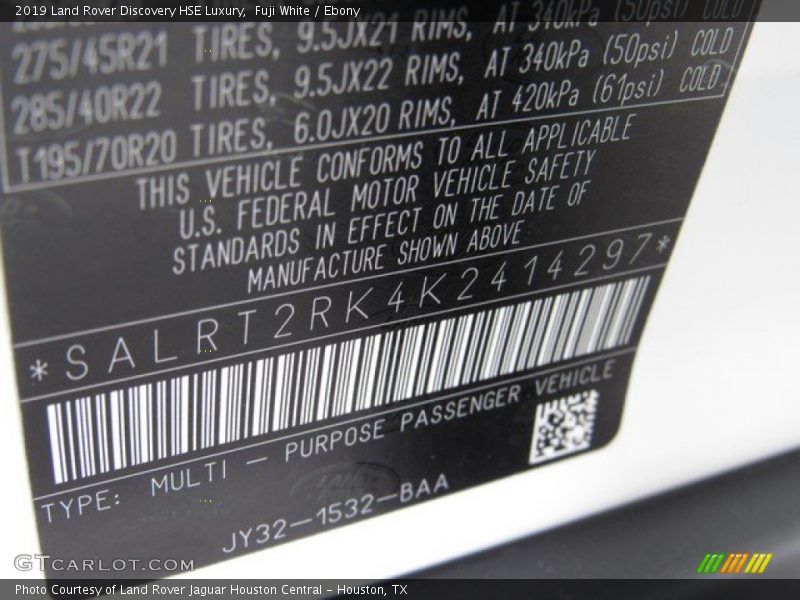 2019 Land Rover Discovery HSE Luxury, Fuji White / Ebony
275/45R21 TIRES, 9.5JX21 RIMS, AT 340kPa (50psi) COLD
285/40R22 TIRES, 9.5JX22 RIMS, AT 340kPa (50psi) COLD
T195/70R20 TIRES, 6.0JX20 RIMS, AT 420kPa (61psi) COLD
THIS VEHICLE CONFORMS TO ALL APPLICABLE
U.S. FEDERAL MOTOR VEHICLE SAFETY
STANDARDS IN EFFECT ON THE DATE OF
MANUFACTURE SHOWN ABOVE
*SALRT2RK4K2414297*
TYPE: MULTI - PURPOSE PASSENGER VEHICLE
JY32-1532-BAA
GTCARLOT.COM
Photo Courtesy of Land Rover Jaguar Houston Central - Houston, TX